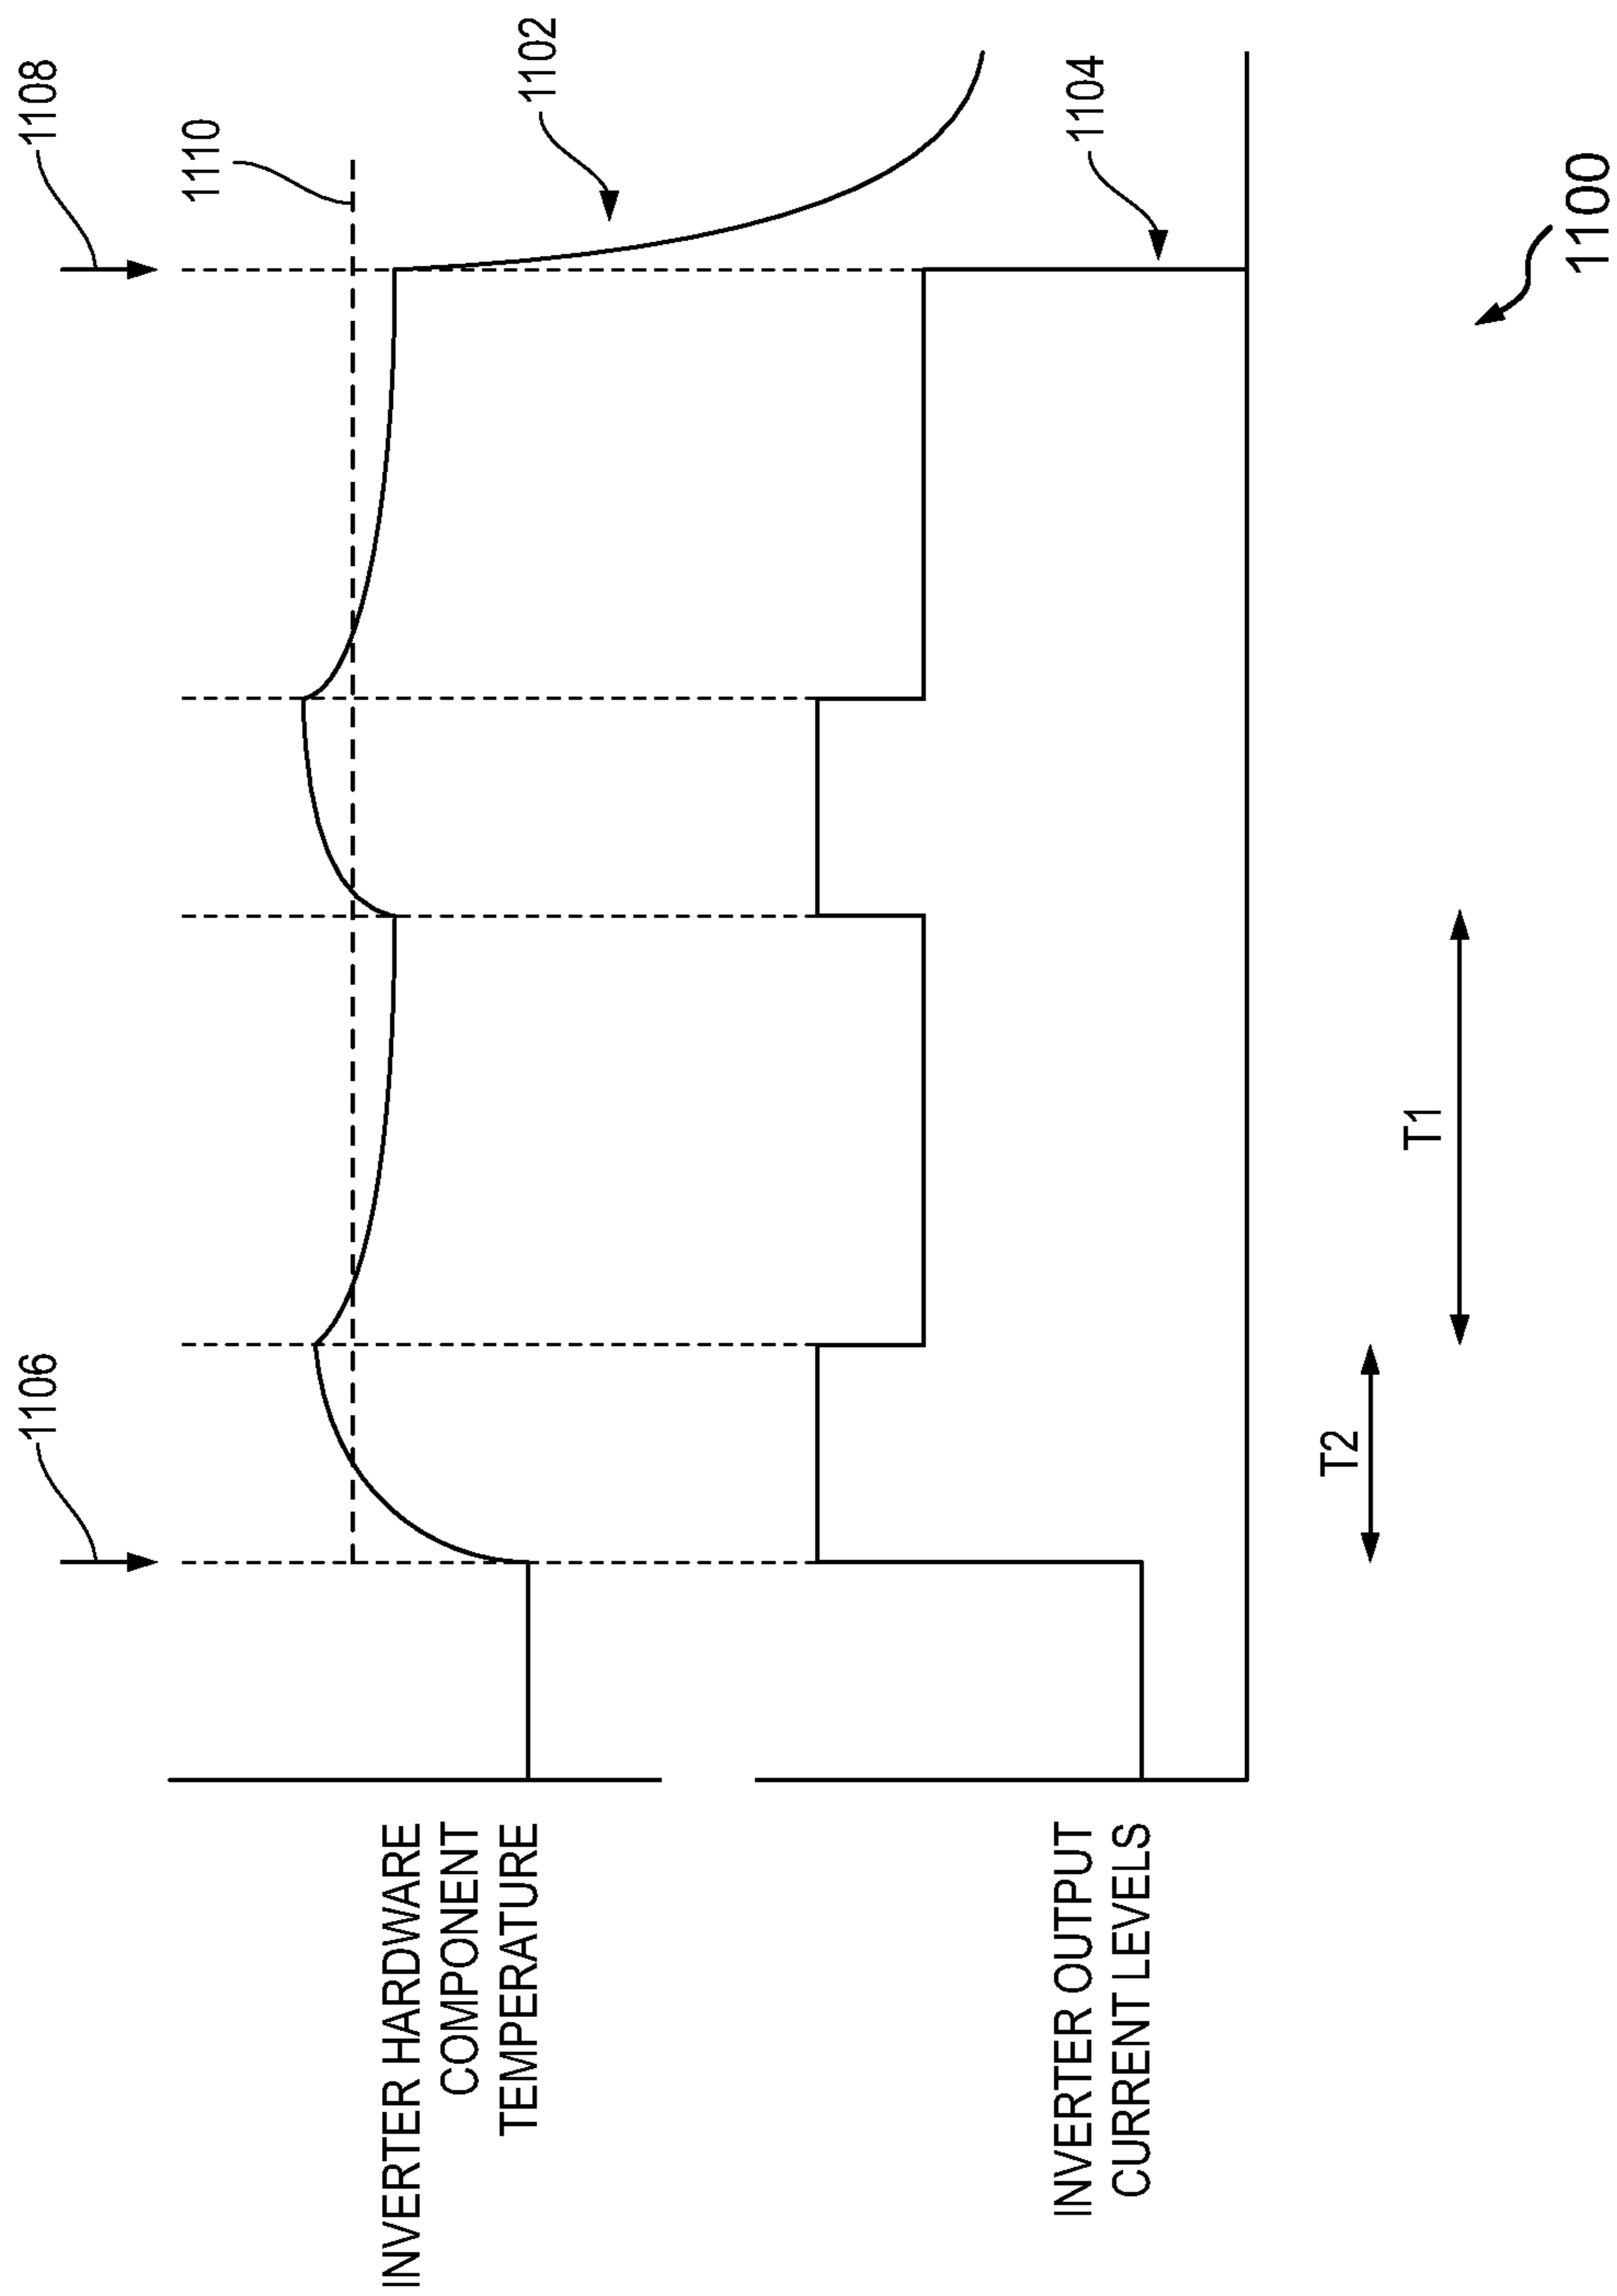 1106
1108
1110
1102
INVERTER HARDWARE
COMPONENT
TEMPERATURE
1104
INVERTER OUTPUT
CURRENT LEVELS
T2
T1
1100